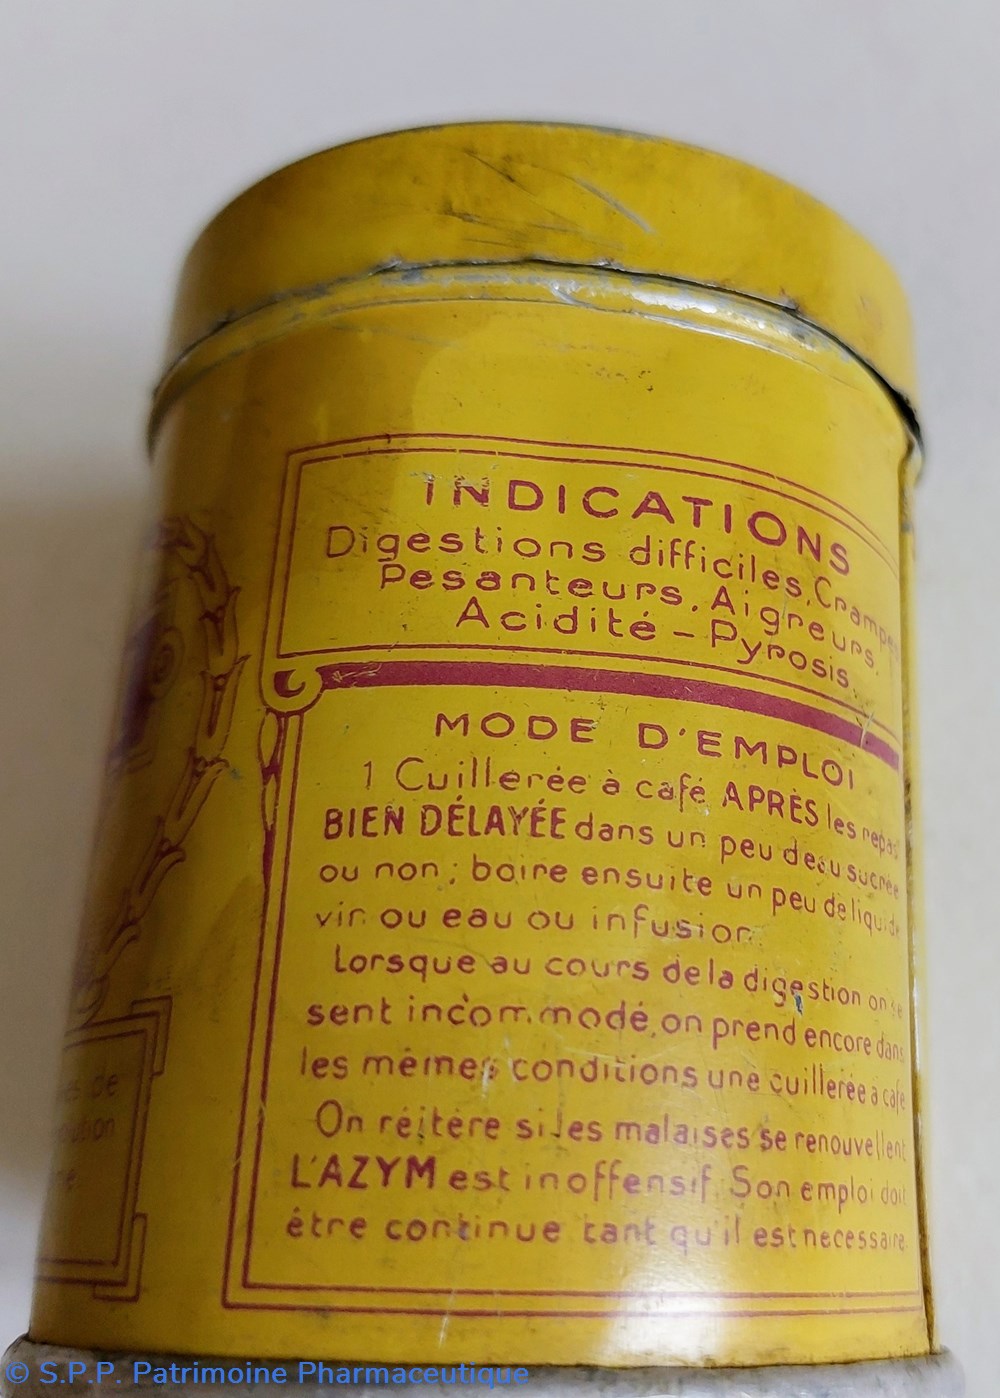 INDICATIONS
Digestions difficiles, Crampes
Pesanteurs, Aigreurs,
Acidité - Pyrosis.
MODE D'EMPLOI
1 Cuillerée à café APRÈS les repas
BIEN DÉLAYÉE dans un peu d'eau sucrée
ou non; boire ensuite un peu de liquide
vin ou eau ou infusion.
Lorsque au cours de la digestion on se
sent incommodé, on prend encore dans
les mêmes conditions une cuillerée à café
On réitère si les malaises se renouvellent
L'AZYM est inoffensif. Son emploi doit
être continué tant qu'il est necessaire.
de
© S.P.P. Patrimoine Pharmaceutique